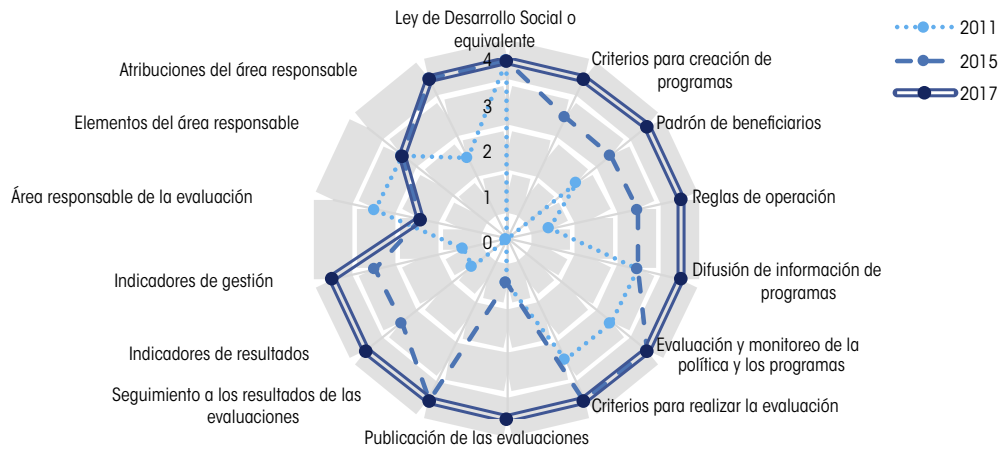 Ley de Desarrollo Social o
equivalente
2011
2015
2017
Criterios para creación de
programas
Padrón de beneficiarios
Reglas de operación
Difusión de información de
programas
Evaluación y monitoreo de la
política y los programas
Criterios para realizar la evaluación
Publicación de las evaluaciones
Seguimiento a los resultados de las
evaluaciones
Indicadores de resultados
Indicadores de gestión
Área responsable de la evaluación
Elementos del área responsable
Atribuciones del área responsable
4
3
2
1
0